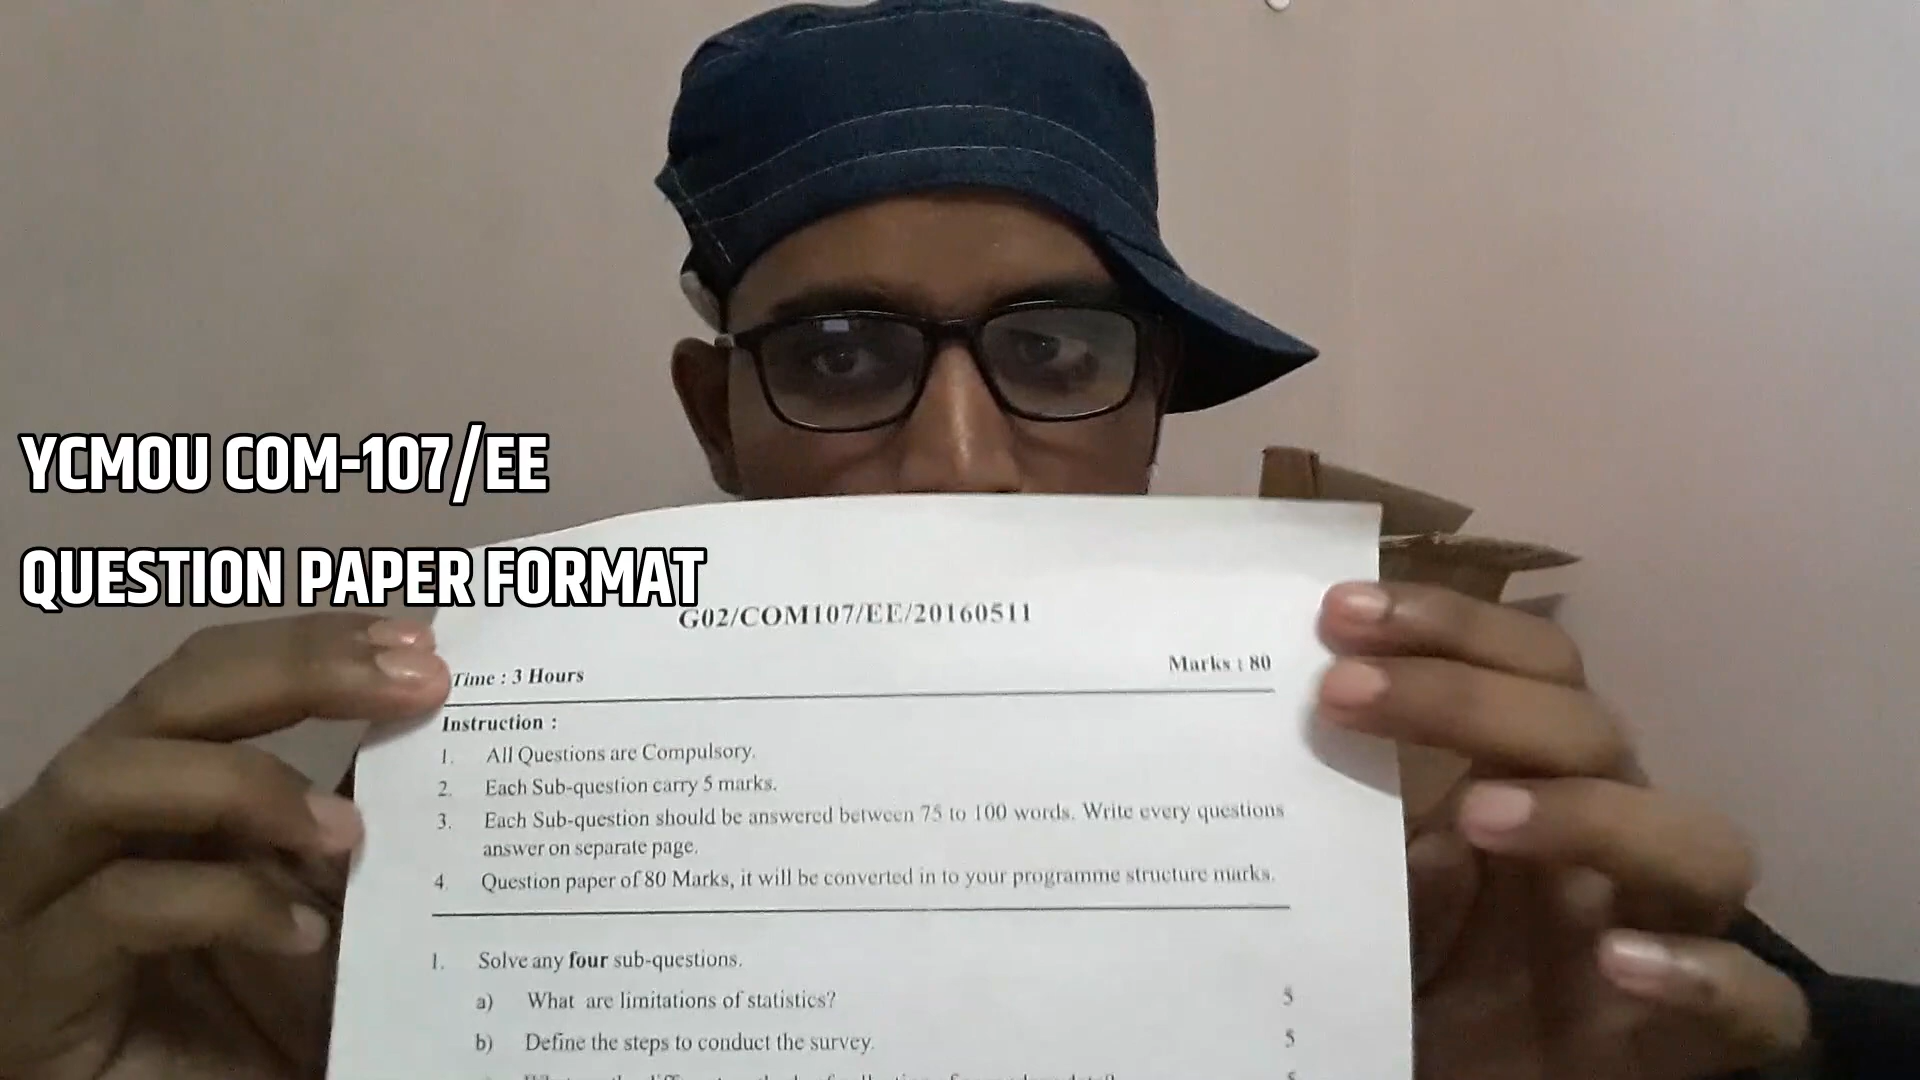 YCMOU COM-107/EE
QUESTION PAPER FORMAT
G02/COM107/EE/20160511
Time : 3 Hours
Marks : 80
Instruction :
1. All Questions are Compulsory.
2. Each Sub-question carry 5 marks.
3. Each Sub-question should be answered between 75 to 100 words. Write every questions
answer on separate page.
4. Question paper of 80 Marks, it will be converted in to your programme structure marks.
1. Solve any four sub-questions.
a) What are limitations of statistics? 5
b) Define the steps to conduct the survey. 5